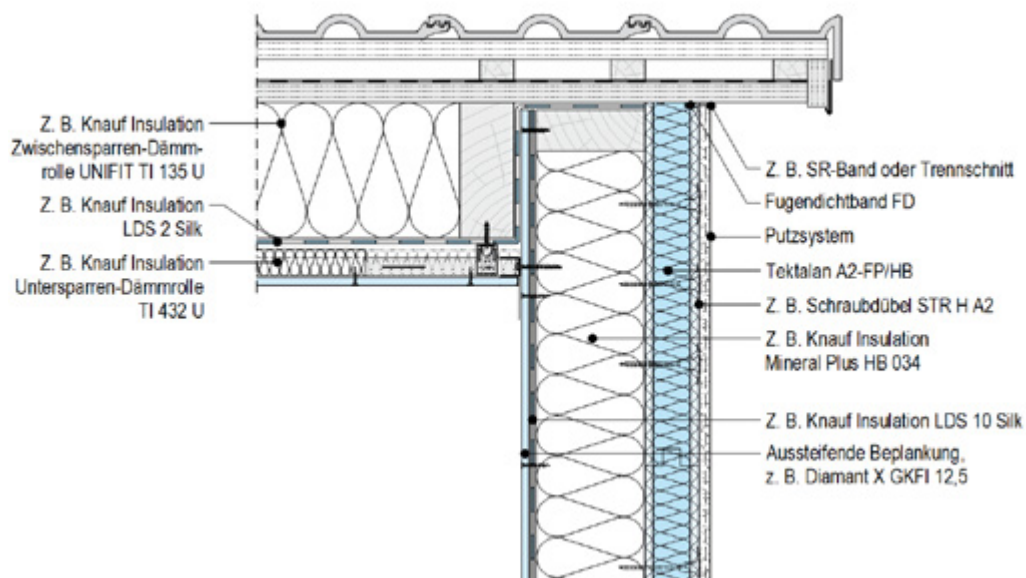 Z. B. Knauf Insulation
Zwischensparren-Dämm-
rolle UNIFIT TI 135 U
Z. B. Knauf Insulation
LDS 2 Silk
Z. B. Knauf Insulation
Untersparren-Dämmrolle
TI 432 U
Z. B. SR-Band oder Trennschnitt
Fugendichtband FD
Putzsystem
Tektalan A2-FP/HB
Z. B. Schraubdübel STR H A2
Z. B. Knauf Insulation
Mineral Plus HB 034
Z. B. Knauf Insulation LDS 10 Silk
Aussteifende Beplankung,
z. B. Diamant X GKFI 12,5